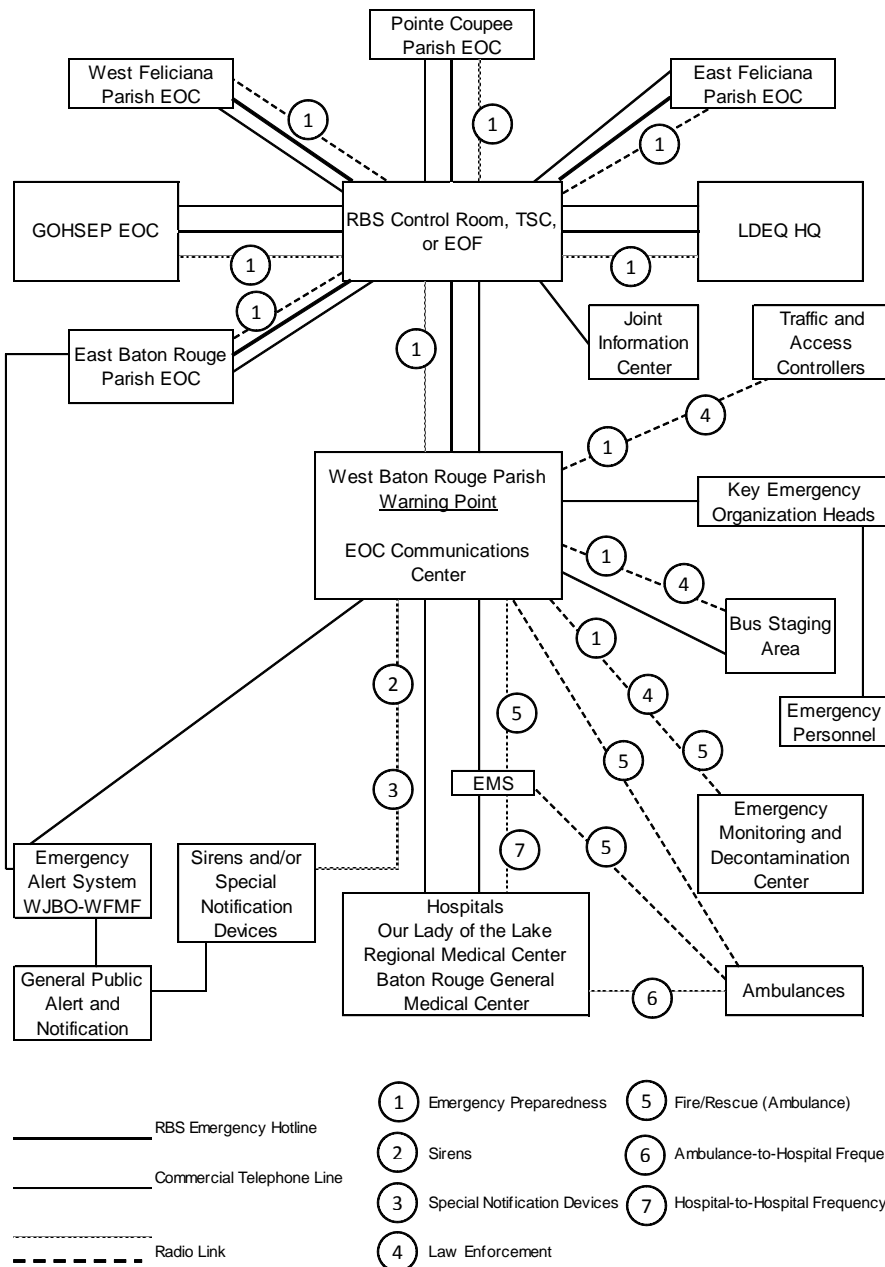 Pointe Coupee
Parish EOC
West Feliciana
Parish EOC
East Feliciana
Parish EOC
1
1
1
GOHSEP EOC
RBS Control Room, TSC,
or EOF
LDEQ HQ
1
1
1
1
East Baton Rouge
Parish EOC
Joint
Information
Center
Traffic and
Access
Controllers
4
1
West Baton Rouge Parish
Warning Point
EOC Communications
Center
Key Emergency
Organization Heads
1
4
Bus Staging
Area
1
2
4
5
Emergency
Personnel
5
5
3
EMS
Emergency
Monitoring and
Decontamination
Center
7
5
Emergency
Alert System
WJBO-WFMF
Sirens and/or
Special
Notification
Devices
Hospitals
Our Lady of the Lake
Regional Medical Center
Baton Rouge General
Medical Center
General Public
Alert and
Notification
6
Ambulances
RBS Emergency Hotline
Commercial Telephone Line
Radio Link
1 Emergency Preparedness
2 Sirens
3 Special Notification Devices
4 Law Enforcement
5 Fire/Rescue (Ambulance)
6 Ambulance-to-Hospital Freque
7 Hospital-to-Hospital Frequency